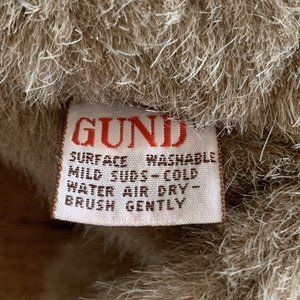 GUND
SURFACE WASHABLE
MILD SUDS-COLD
WATER AIR DRY-
BRUSH GENTLY